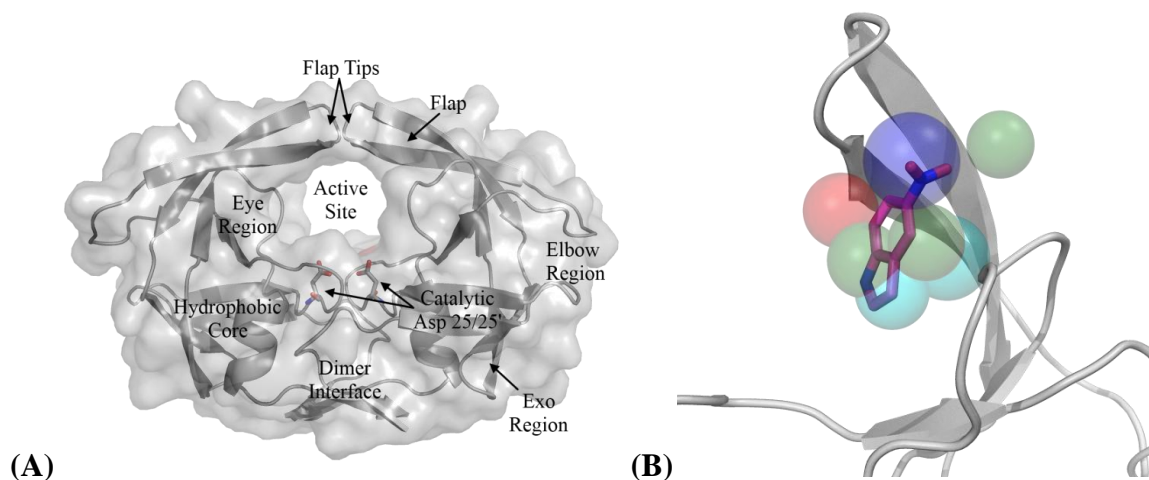 Flap Tips
Flap
Active
Site
Eye
Region
Elbow
Region
Hydrophobic
Core
Catalytic
Asp 25/25'
Dimer
Interface
Exo
Region
(A)
(B)